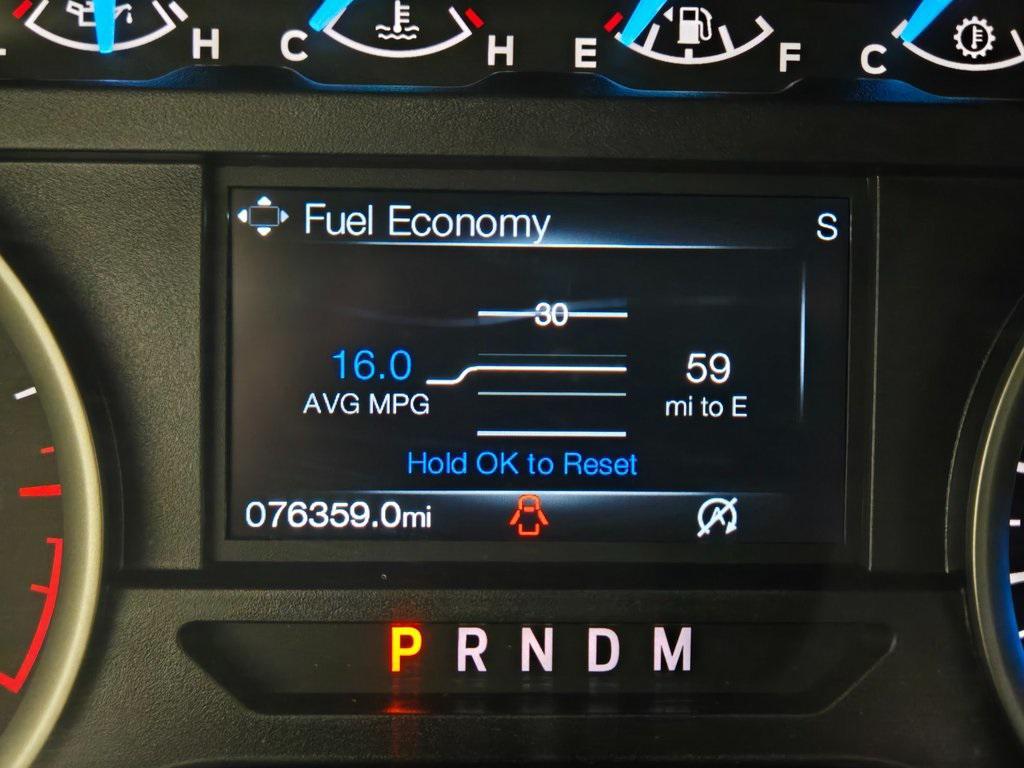 H C H E F C
Fuel Economy S
30
16.0 59
AVG MPG mi to E
Hold OK to Reset
076359.0mi
P R N D M